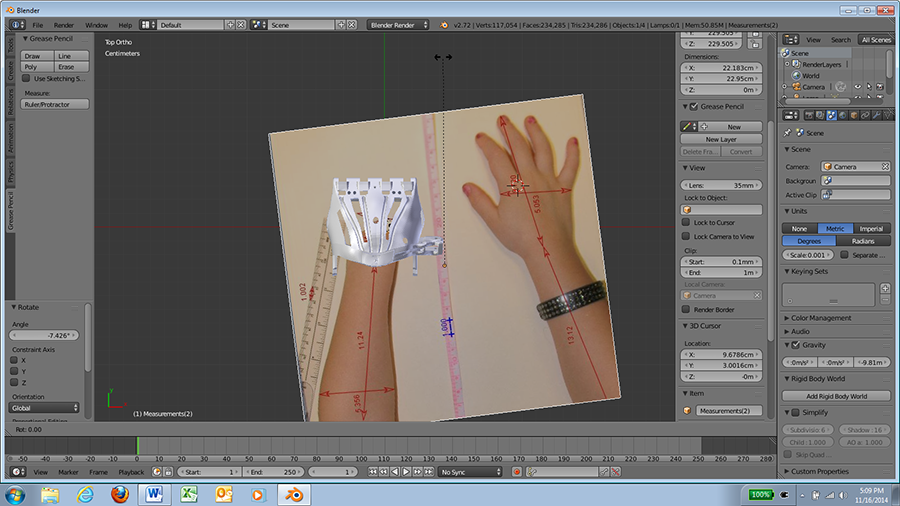 Blender
File Render Window Help Default Scene Blender Render v2.72 | Verts:117,054 | Faces:234,285 | Tris:234,286 | Objects:1/4 | Lamps:0/1 | Mem:50.85M | Measurements(2)
Grease Pencil
Draw Line
Poly Erase
Use Sketching S...
Measure:
Ruler/Protractor
Tools
Create
Relations
Animation
Physics
Grease Pencil
Rotate
Angle
-7.426°
Constraint Axis
X
Y
Z
Orientation
Global
Top Ortho
Centimeters
1.002
11.24
5.366
1.000
5.053
(1) Measurements(2)
Y: 229.505
Z: 229.505
Dimensions:
X: 22.183cm
Y: 22.95cm
Z: 0m
Grease Pencil
New
New Layer
Delete Fra... Convert
View
Lens: 35mm
Lock to Object:
Lock to Cursor
Lock Camera to View
Clip:
Start: 0.1mm
End: 1m
Local Camera:
Camera
Render Border
3D Cursor
Location:
X: 9.6786cm
Y: 3.0016cm
Z: -0m
Item
Measurements(2)
View Search All Scenes
Scene
RenderLayers
World
Camera
Scene
Scene
Camera: Camera
Backgroun
Active Clip
Units
None Metric Imperial
Degrees Radians
Scale:0.001 Separate ...
Keying Sets
Color Management
Audio
Gravity
:0m/s² :0m/s² -9.81m
Rigid Body World
Add Rigid Body World
Simplify
Subdivisio: 6 Shadow : 16
Child : 1.000 AO a: 1.000
Skip Quad ...
Custom Properties
Rot: 0.00
-50 -40 -30 -20 -10 0 10 20 30 40 50 60 70 80 90 100 110 120 130 140 150 160 170 180 190 200 210 220 230 240 250 260 270 280
View Marker Frame Playback Start: 1 End: 250 1 No Sync
100%
5:09 PM
11/16/2014